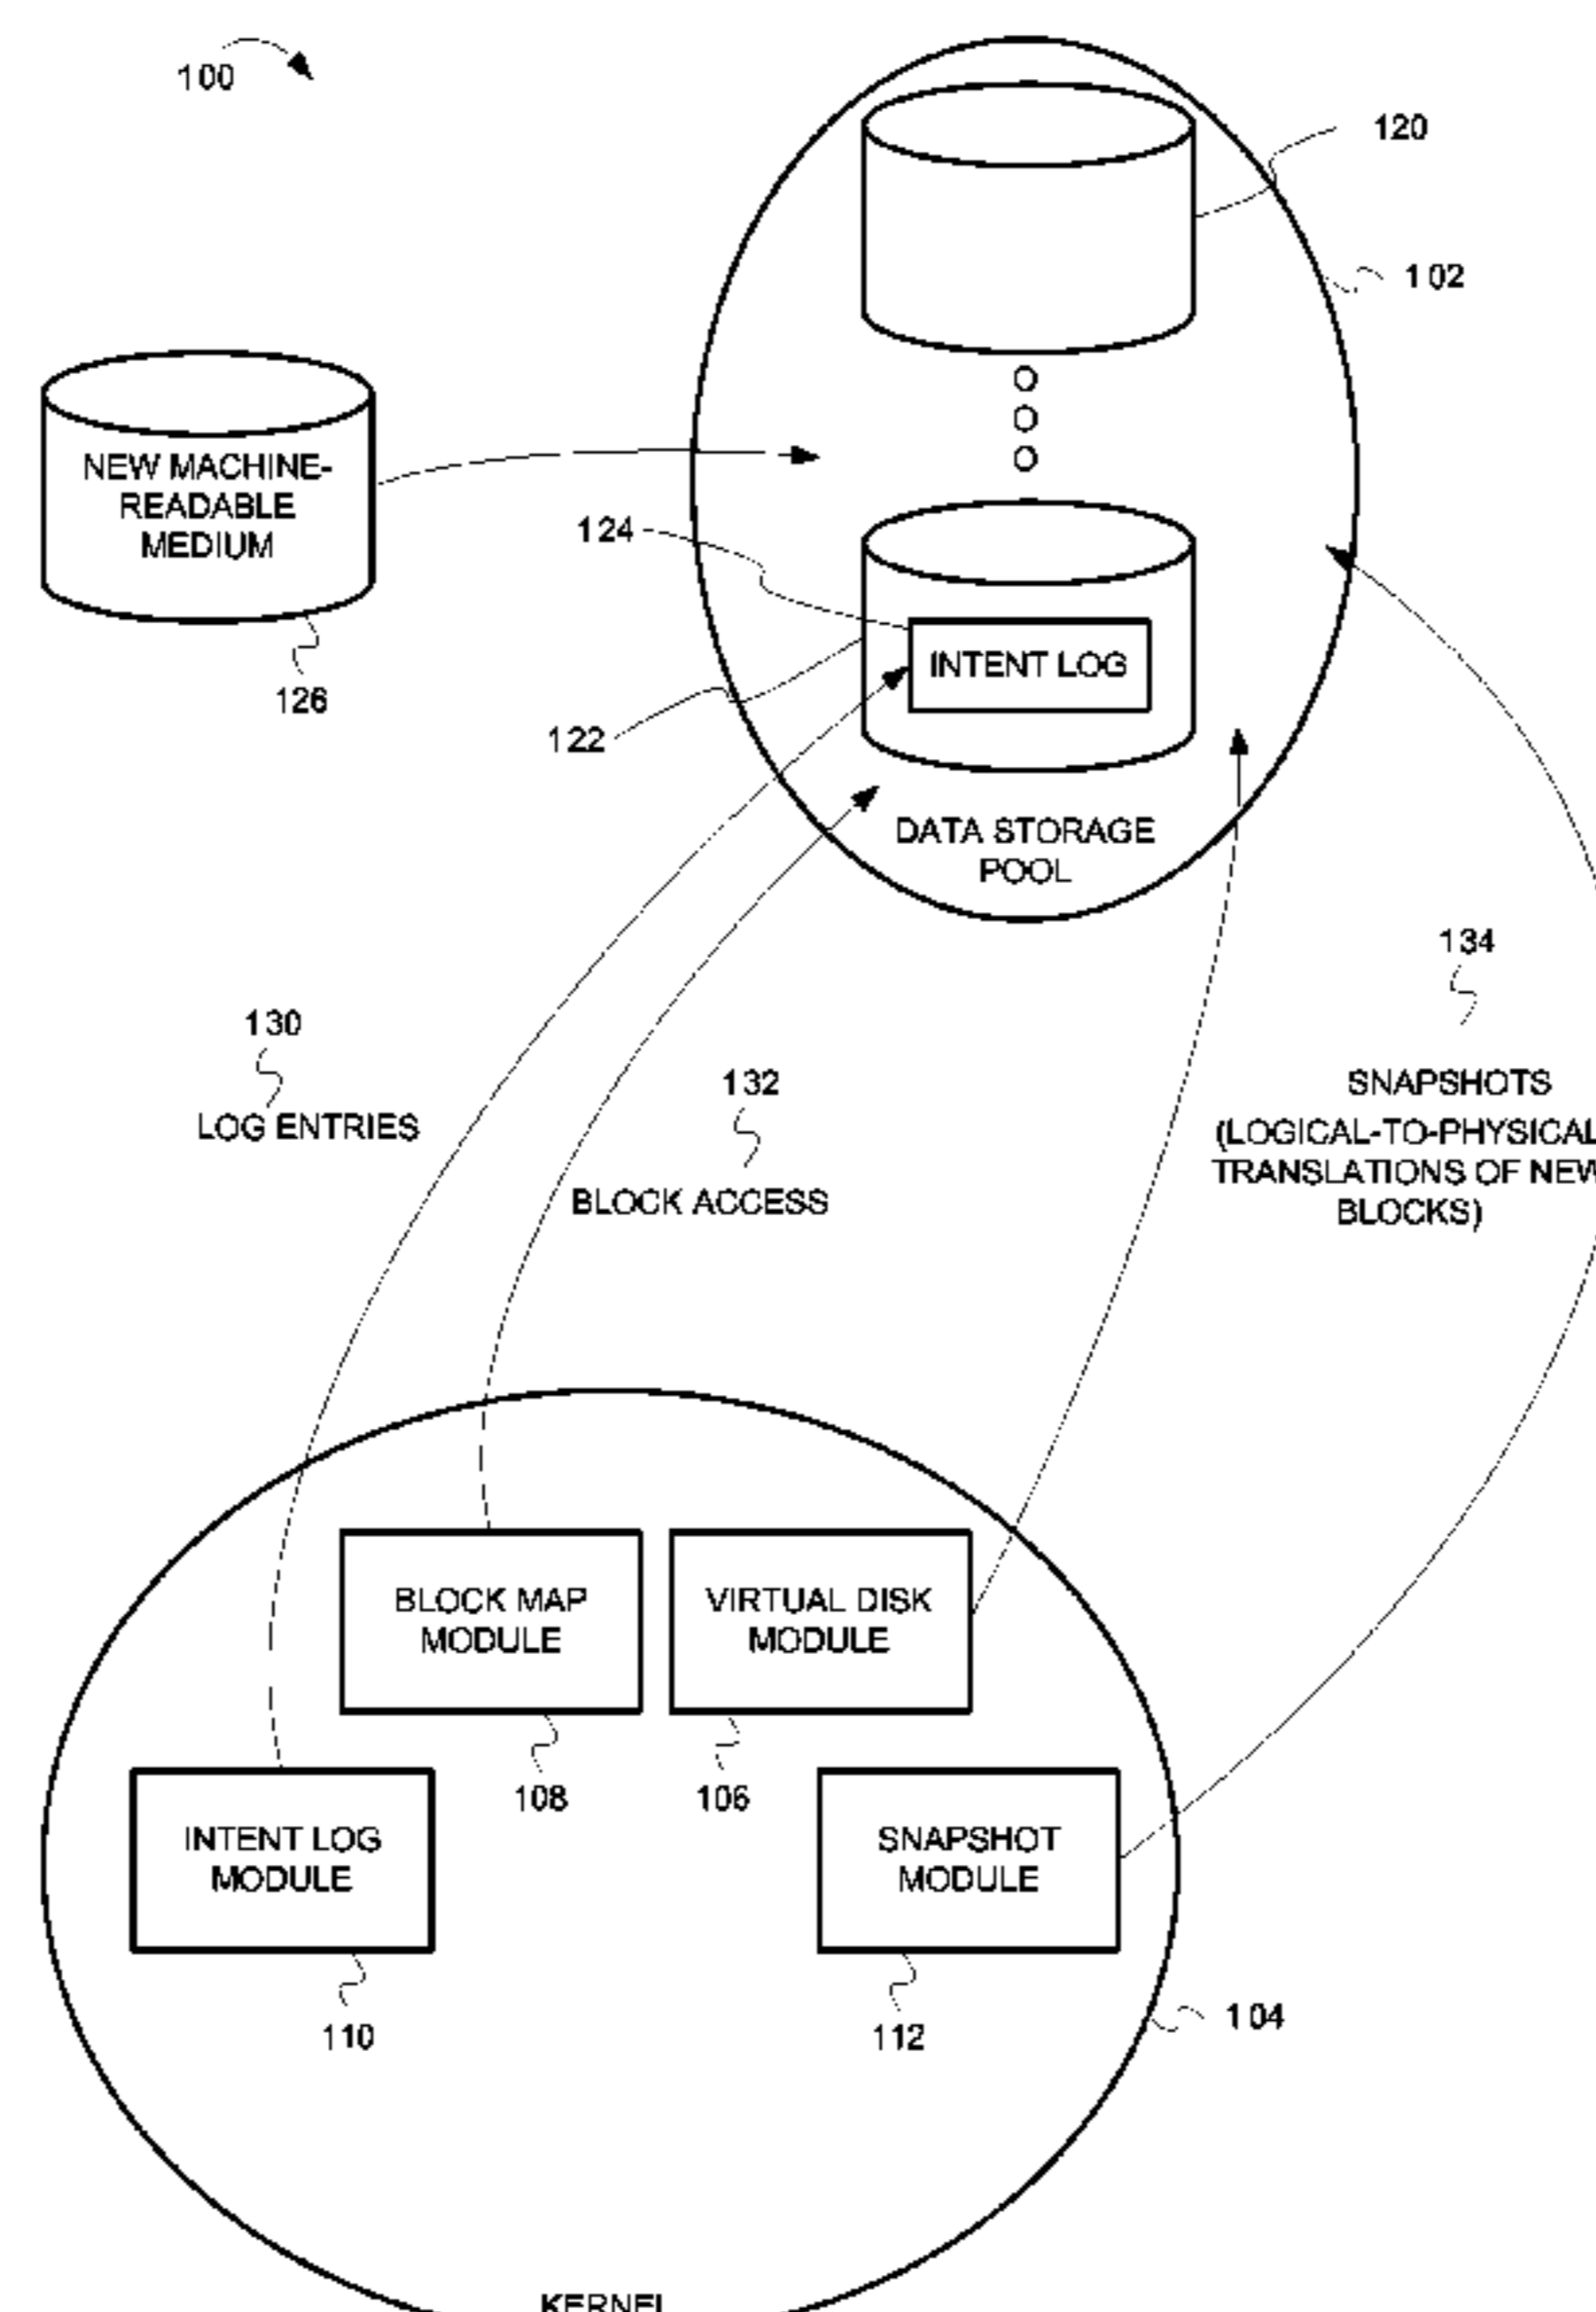 100
120
102
NEW MACHINE-
READABLE
MEDIUM
126
124
INTENT LOG
122
DATA STORAGE
POOL
134
130
LOG ENTRIES
132
BLOCK ACCESS
SNAPSHOTS
(LOGICAL-TO-PHYSICAL
TRANSLATIONS OF NEW
BLOCKS)
BLOCK MAP
MODULE
VIRTUAL DISK
MODULE
108
106
INTENT LOG
MODULE
SNAPSHOT
MODULE
110
112
104
KERNEL